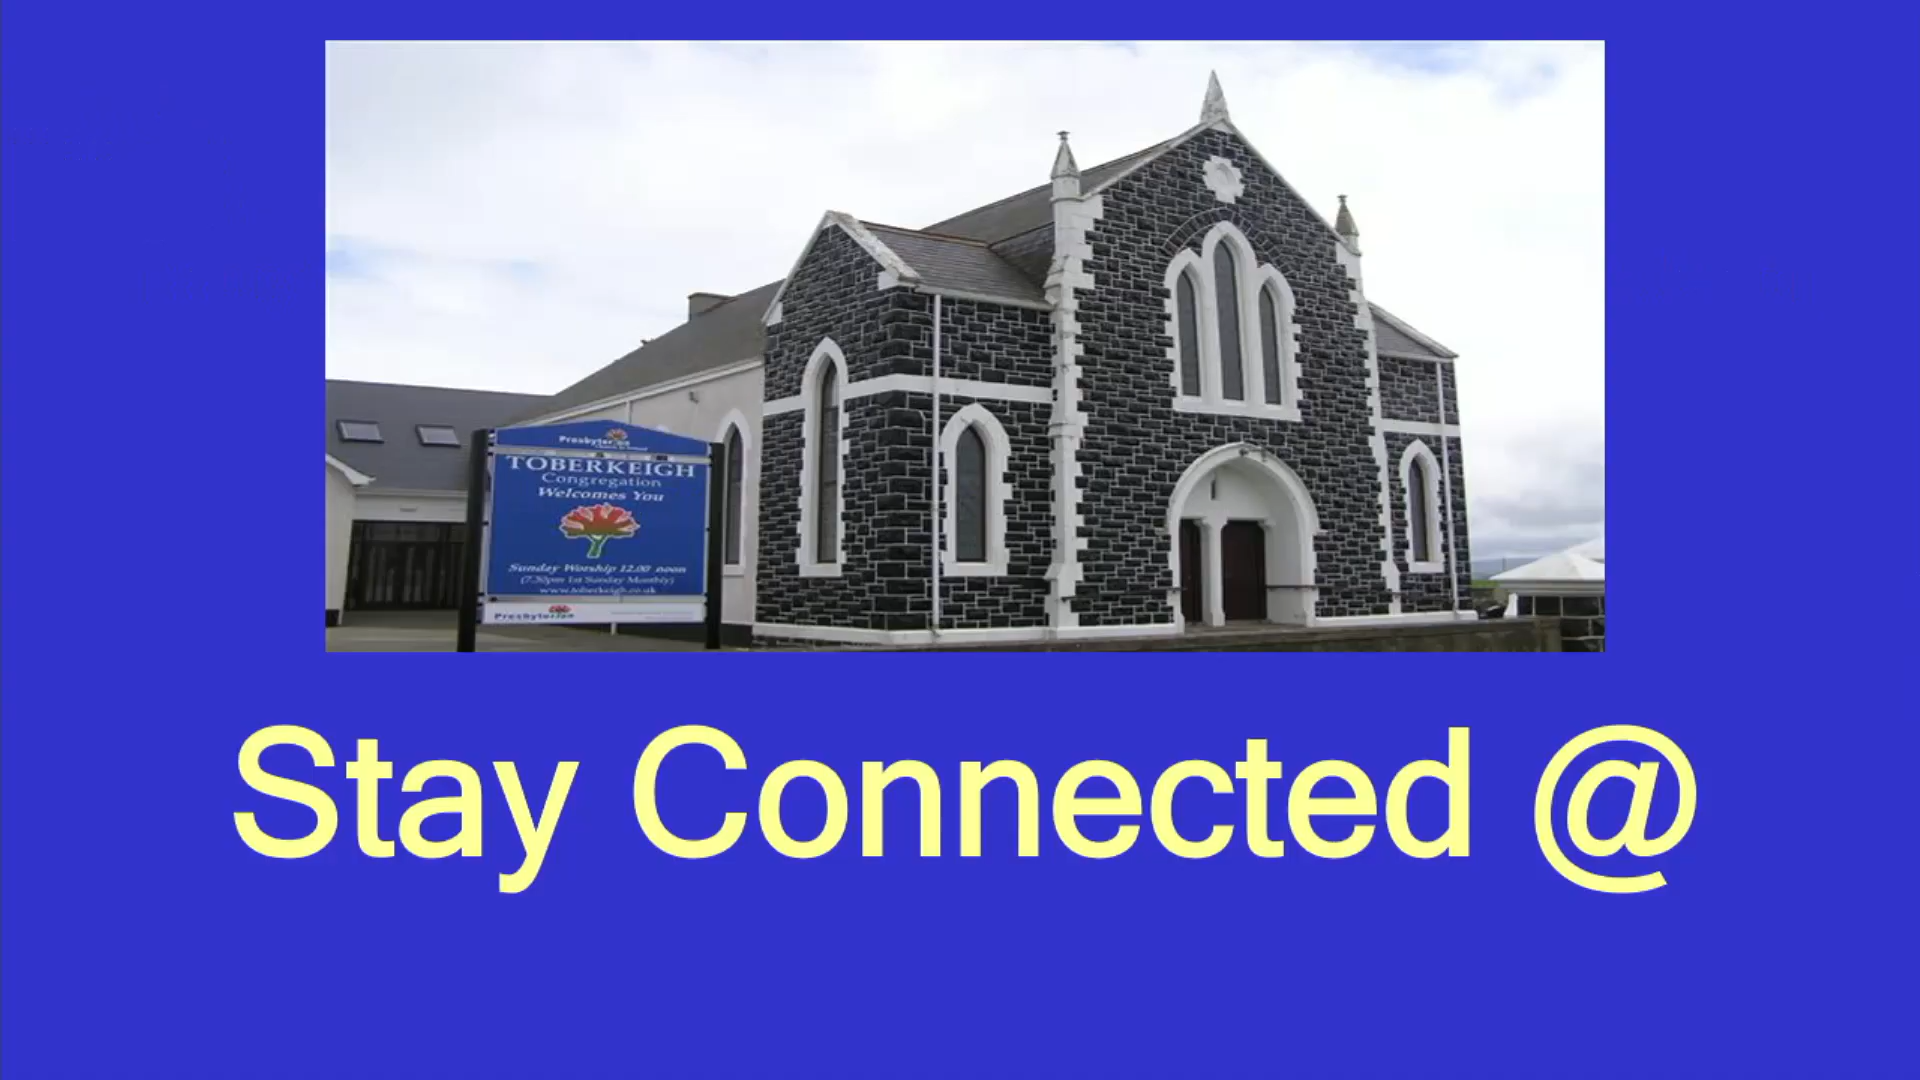 Presbyterian
TOBERKEIGH
Congregation
Welcomes You
Sunday Worship 12.00 noon
(7.30pm 1st Sunday Monthly)
www.toberkeigh.co.uk
Presbyterian
Stay Connected @